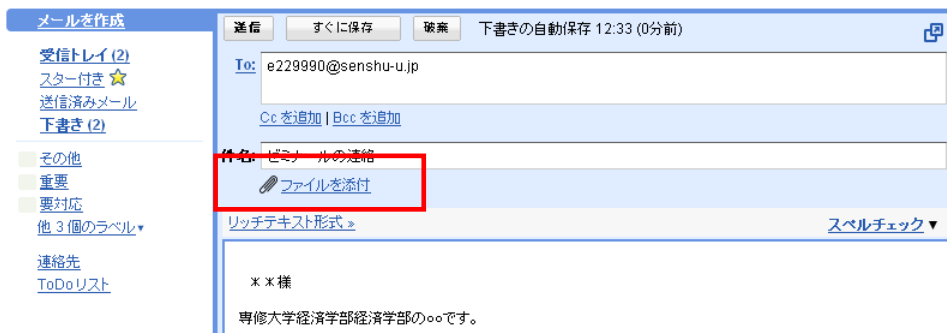 メールを作成
受信トレイ (2)
スター付き
送信済みメール
下書き (2)
その他
重要
要対応
他 3 個のラベル▼
連絡先
ToDo リスト
送信 すぐに保存 破棄 下書きの自動保存 12:33 (0分前)
To: e229990@senshu-u.jp
Cc を追加 | Bcc を追加
件名: ゼミナールの連絡
ファイルを添付
リッチテキスト形式 » スペルチェック ▼
＊＊様
専修大学経済学部経済学部の○○です。